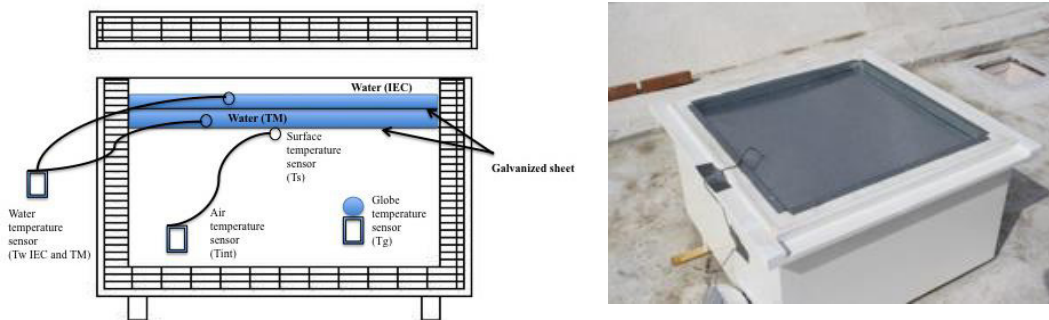 Water (IEC)
Water (TM)
Surface
temperature
sensor
(Ts)
Galvanized sheet
Water
temperature
sensor
(Tw IEC and TM)
Air
temperature
sensor
(Tint)
Globe
temperature
sensor
(Tg)